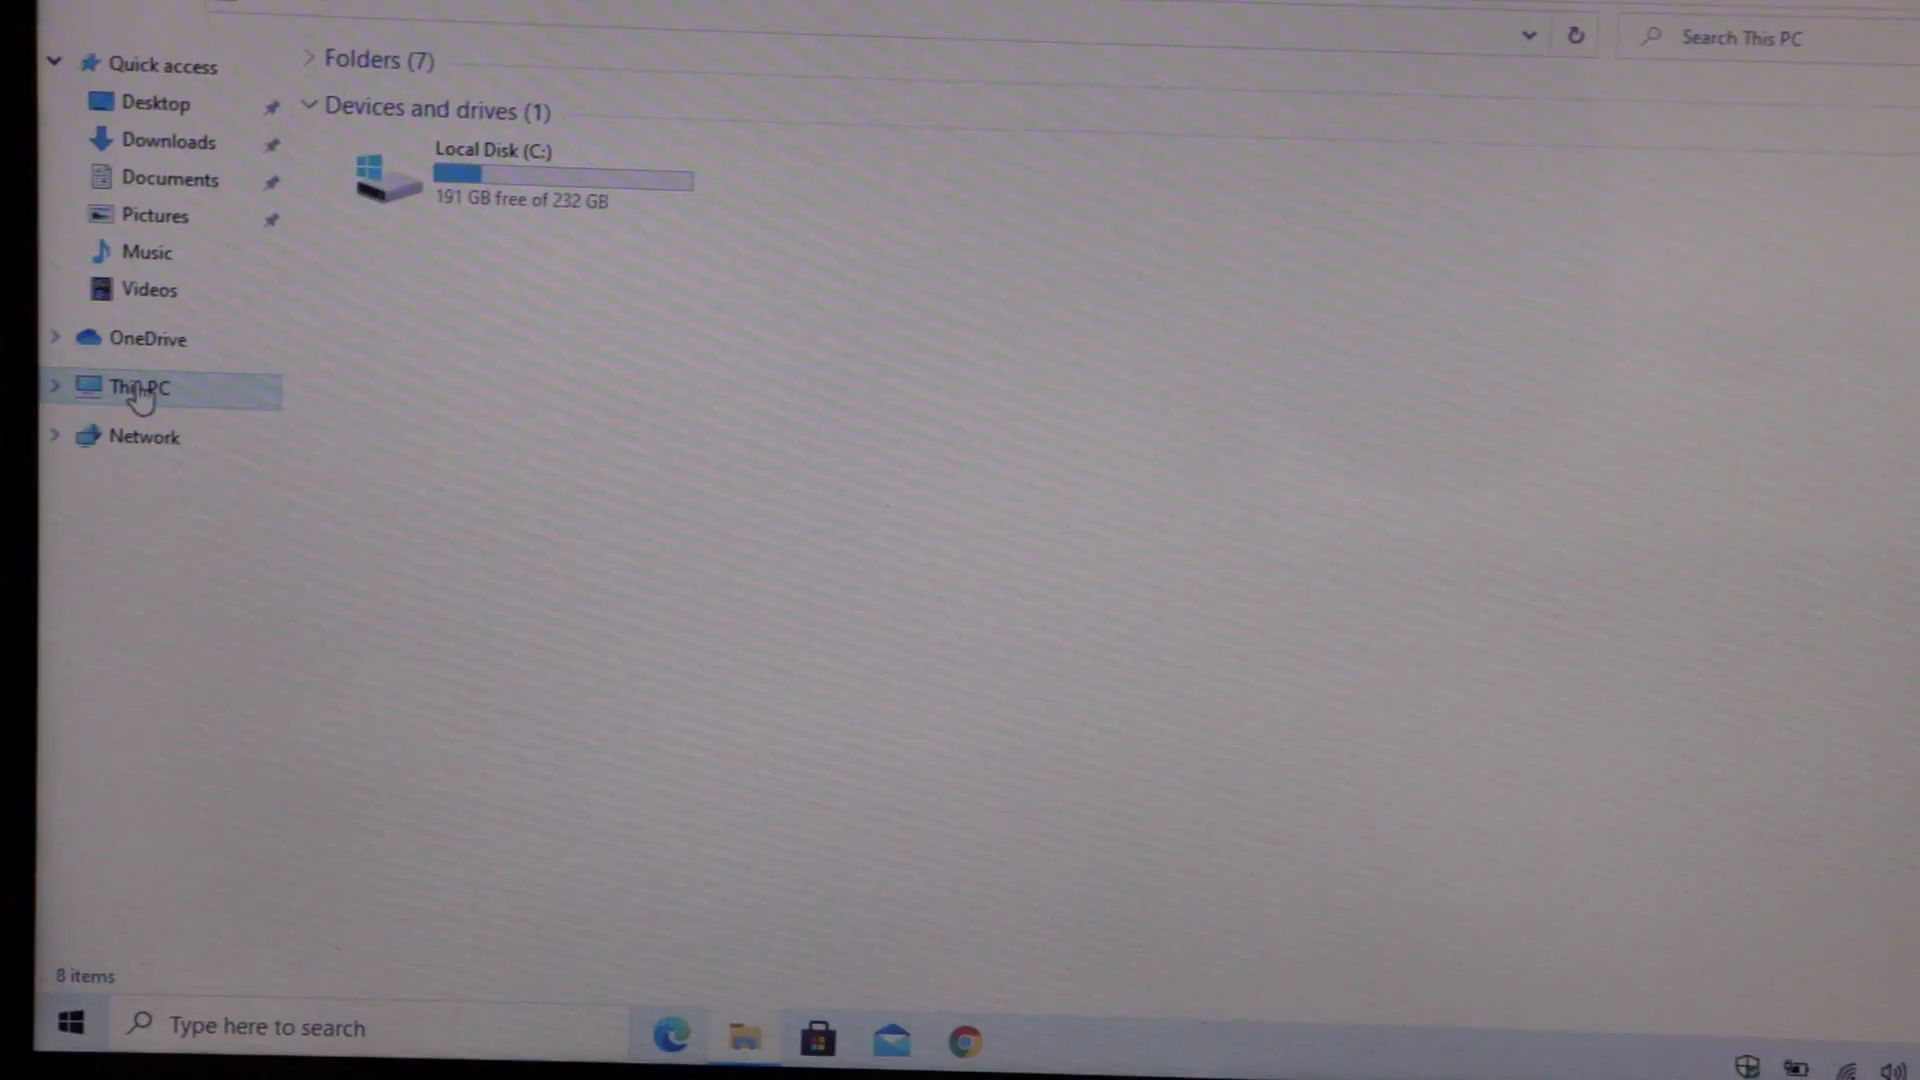 Search This PC
Quick access
Desktop
Downloads
Documents
Pictures
Music
Videos
OneDrive
This PC
Network
Folders (7)
Devices and drives (1)
Local Disk (C:)
191 GB free of 232 GB
8 items
Type here to search